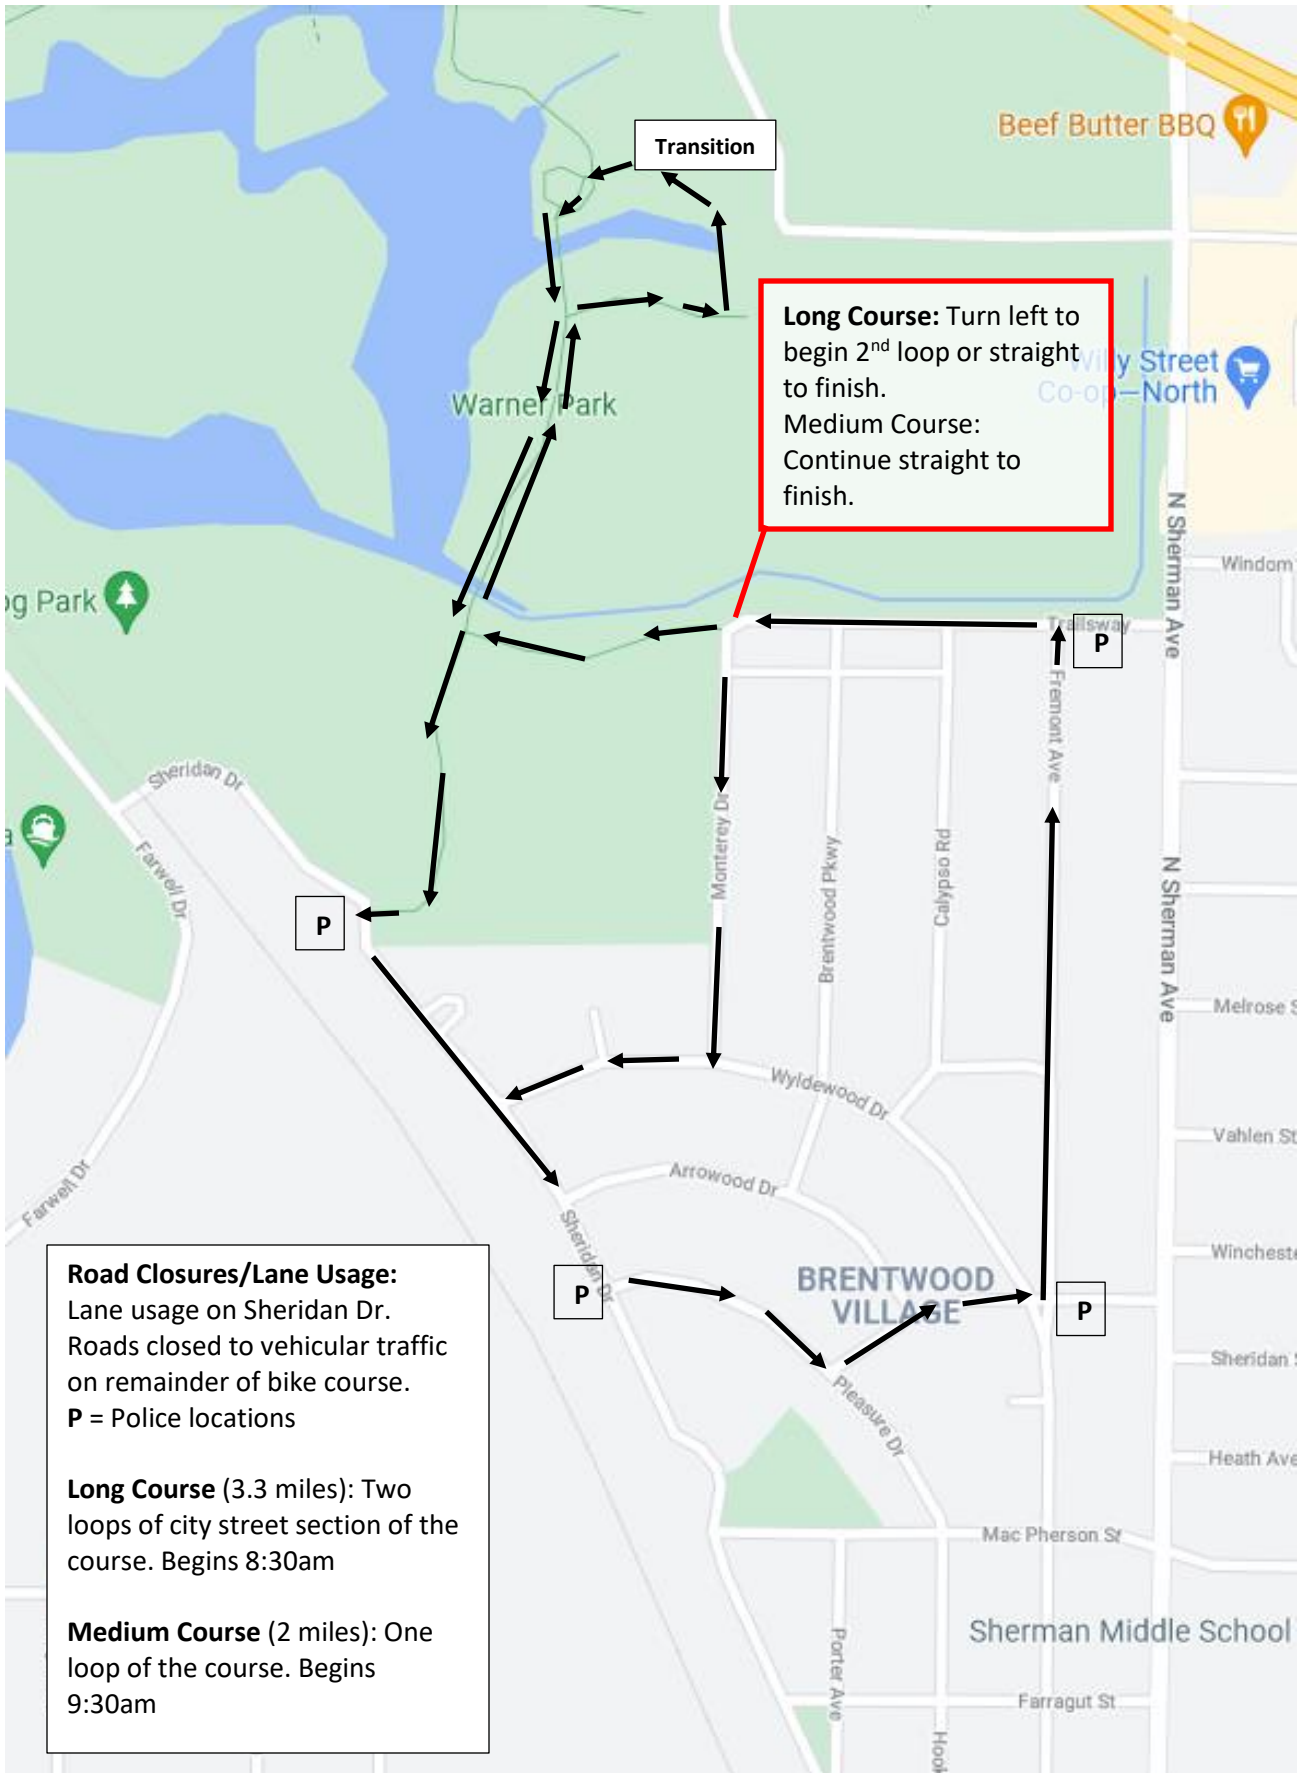 Beef Butter BBQ
Transition
Long Course: Turn left to
begin 2nd loop or straight
to finish.
Medium Course:
Continue straight to
finish.
Willy Street
Co-op—North
Warner Park
N Sherman Ave
Windom
og Park
Trailsway
P
Fremont Ave
Sheridan Dr
Monterey Dr
Farwell Dr
Brentwood Pkwy
Calypso Rd
N Sherman Ave
a
P
Melrose S
Wyldewood Dr
Vahlen St
Arrowood Dr
Farwell Dr
Sheridan Dr
Wincheste
BRENTWOOD
VILLAGE
P
P
Road Closures/Lane Usage:
Lane usage on Sheridan Dr.
Roads closed to vehicular traffic
on remainder of bike course.
P = Police locations
Long Course (3.3 miles): Two
loops of city street section of the
course. Begins 8:30am
Medium Course (2 miles): One
loop of the course. Begins
9:30am
Sheridan S
Pleasure Dr
Heath Ave
Mac Pherson St
Sherman Middle School
Porter Ave
Farragut St
Hook